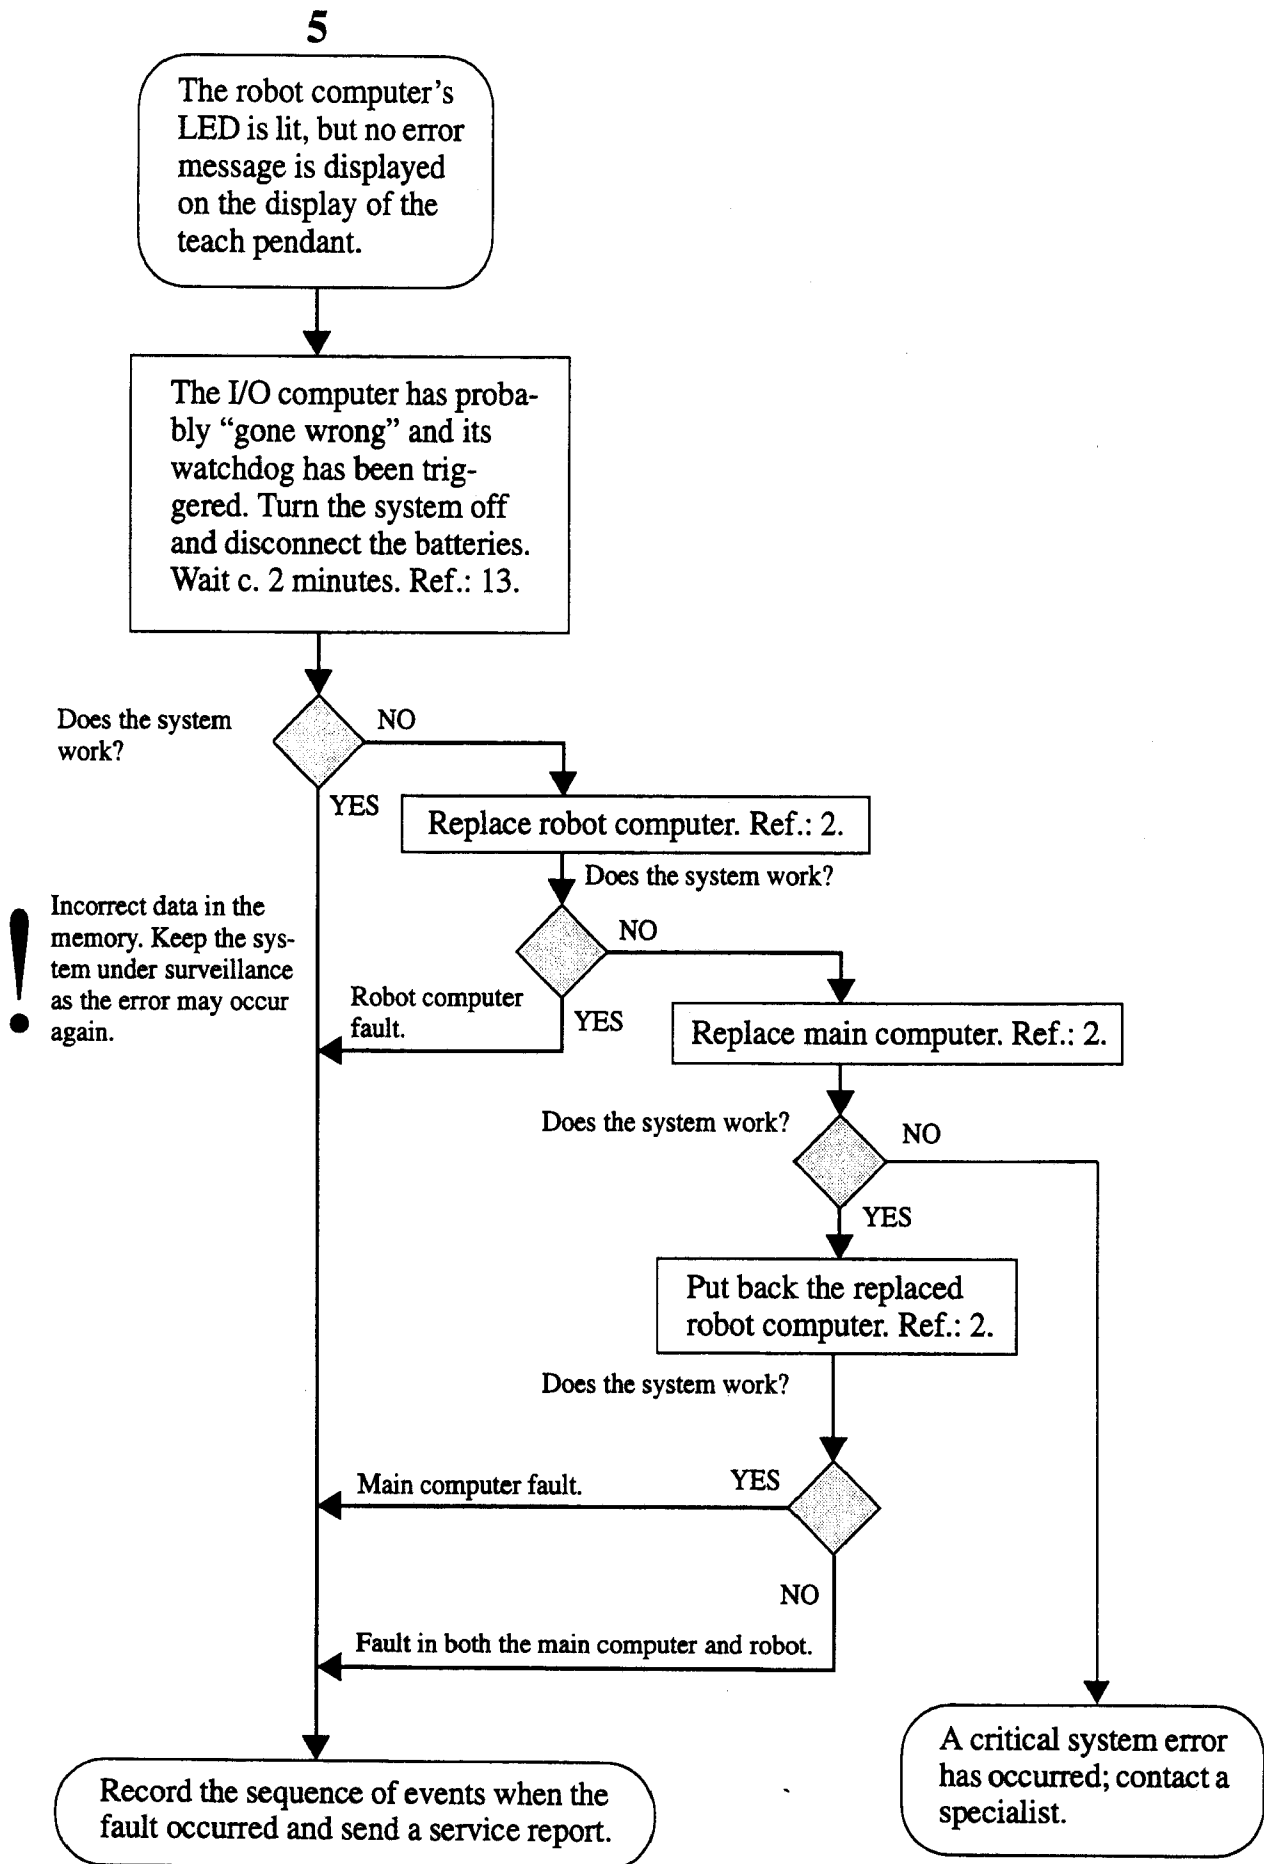 5
The robot computer's
LED is lit, but no error
message is displayed
on the display of the
teach pendant.
The I/O computer has proba-
bly “gone wrong” and its
watchdog has been trig-
gered. Turn the system off
and disconnect the batteries.
Wait c. 2 minutes. Ref.: 13.
Does the system
work?
NO
YES
Replace robot computer. Ref.: 2.
Does the system work?
!
Incorrect data in the
memory. Keep the sys-
tem under surveillance
as the error may occur
again.
NO
Robot computer
fault.
YES
Replace main computer. Ref.: 2.
Does the system work?
NO
YES
Put back the replaced
robot computer. Ref.: 2.
Does the system work?
Main computer fault.
YES
NO
Fault in both the main computer and robot.
A critical system error
has occurred; contact a
specialist.
Record the sequence of events when the
fault occurred and send a service report.